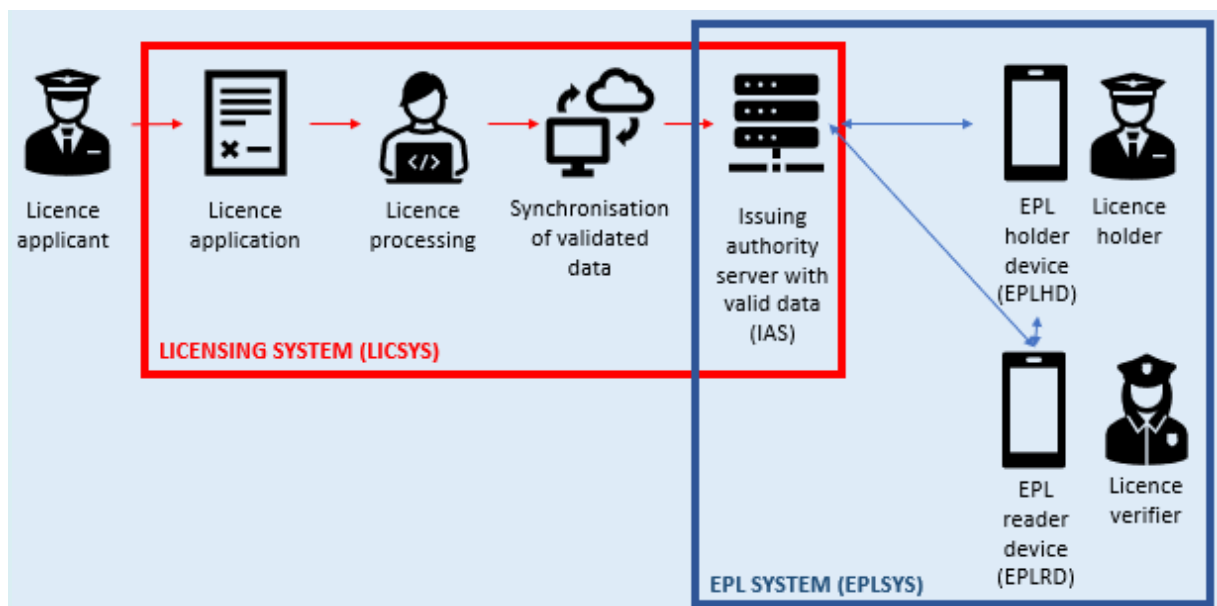 Licence
applicant
Licence
application
Licence
processing
Synchronisation
of validated
data
Issuing
authority
server with
valid data
(IAS)
EPL
holder
device
(EPLHD)
Licence
holder
LICENSING SYSTEM (LICSYS)
EPL
reader
device
(EPLRD)
Licence
verifier
EPL SYSTEM (EPLSYS)